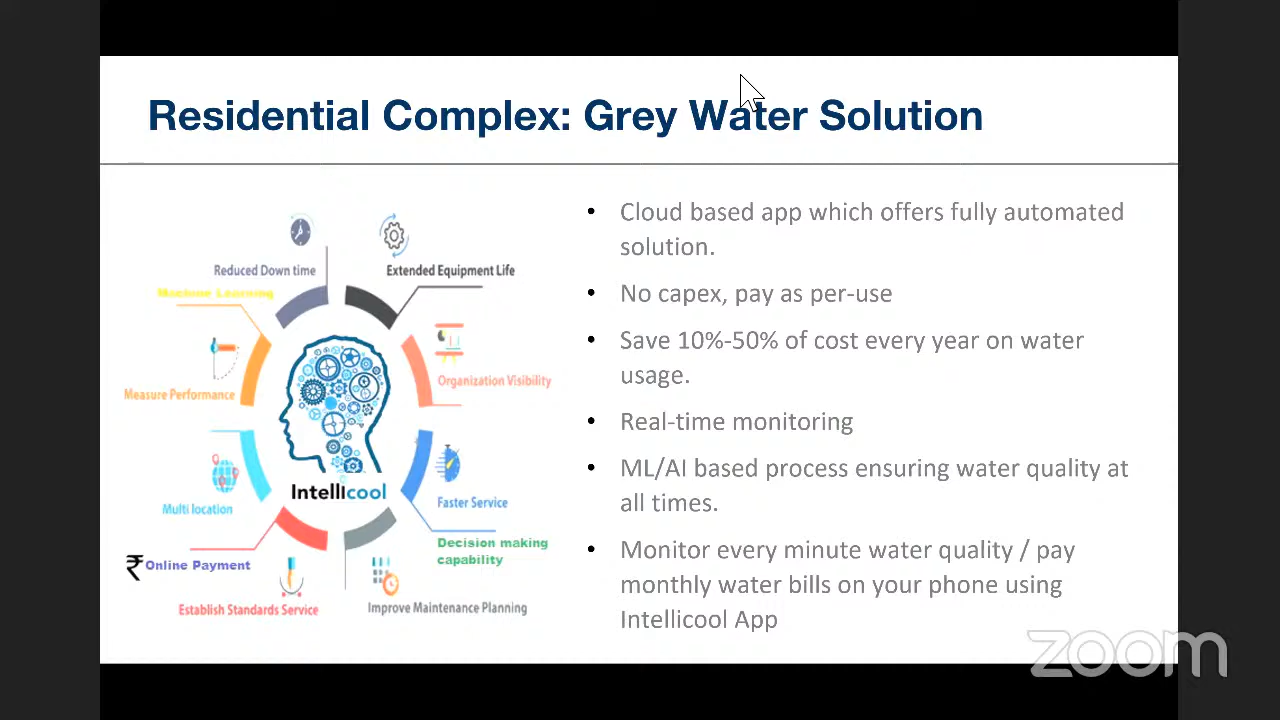 Residential Complex: Grey Water Solution
Reduced Down time
Extended Equipment Life
Machine Learning
Measure Performance
Organization Visibility
Multi location
Intellicool
Faster Service
₹Online Payment
Decision making
capability
Establish Standards Service
Improve Maintenance Planning
• Cloud based app which offers fully automated
solution.
• No capex, pay as per-use
• Save 10%-50% of cost every year on water
usage.
• Real-time monitoring
• ML/AI based process ensuring water quality at
all times.
• Monitor every minute water quality / pay
monthly water bills on your phone using
Intellicool App
zoom